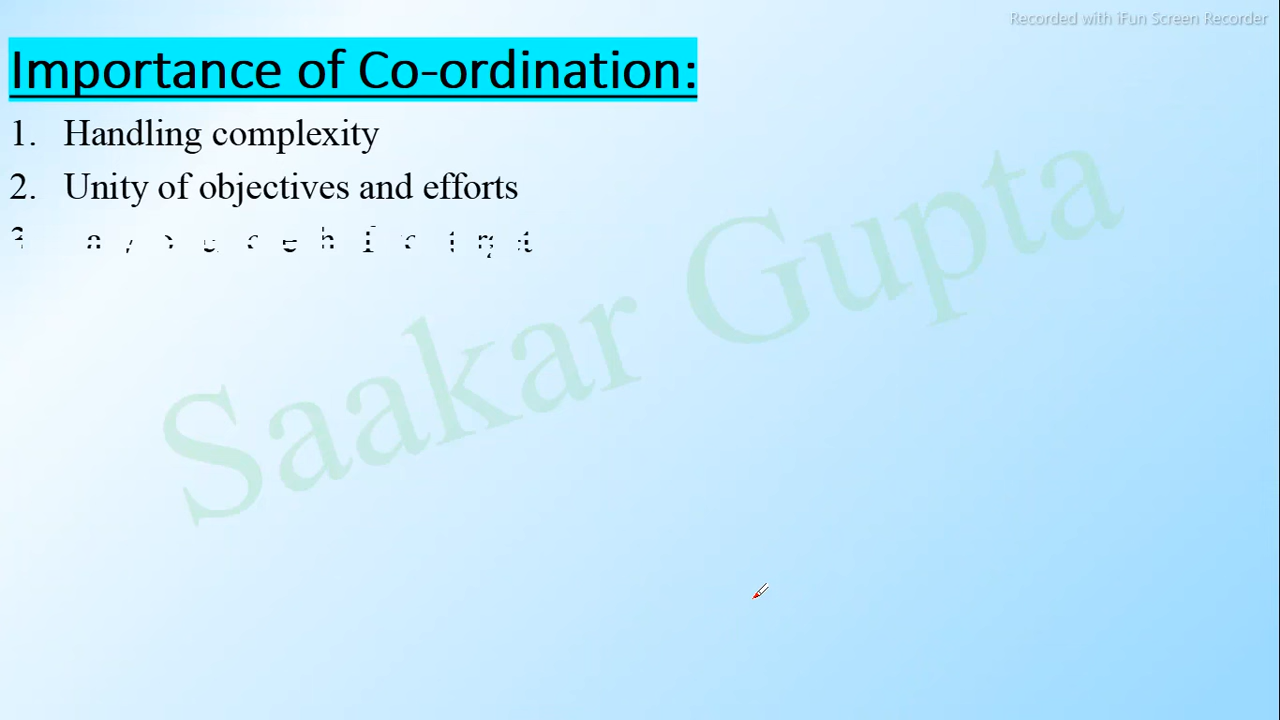 Recorded with iFun Screen Recorder
Importance of Co-ordination:
1. Handling complexity
2. Unity of objectives and efforts
3.
Saakar Gupta